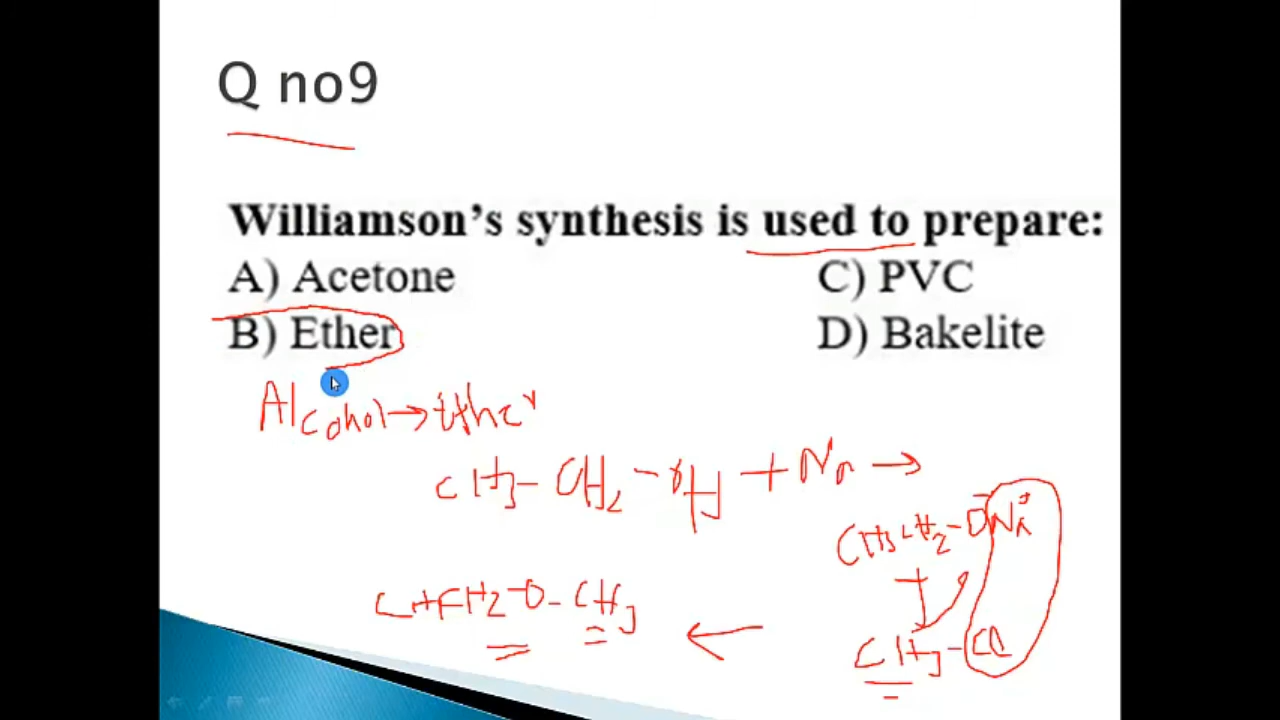 Q no9
Williamson's synthesis is used to prepare:
A) Acetone C) PVC
B) Ether D) Bakelite
Alcohol → Ether
CH3 - CH2 - OH + Na →
CH3CH2 - O⁻Na⁺
+
CH3CH2 - O - CH3 ←
CH3 - Cl